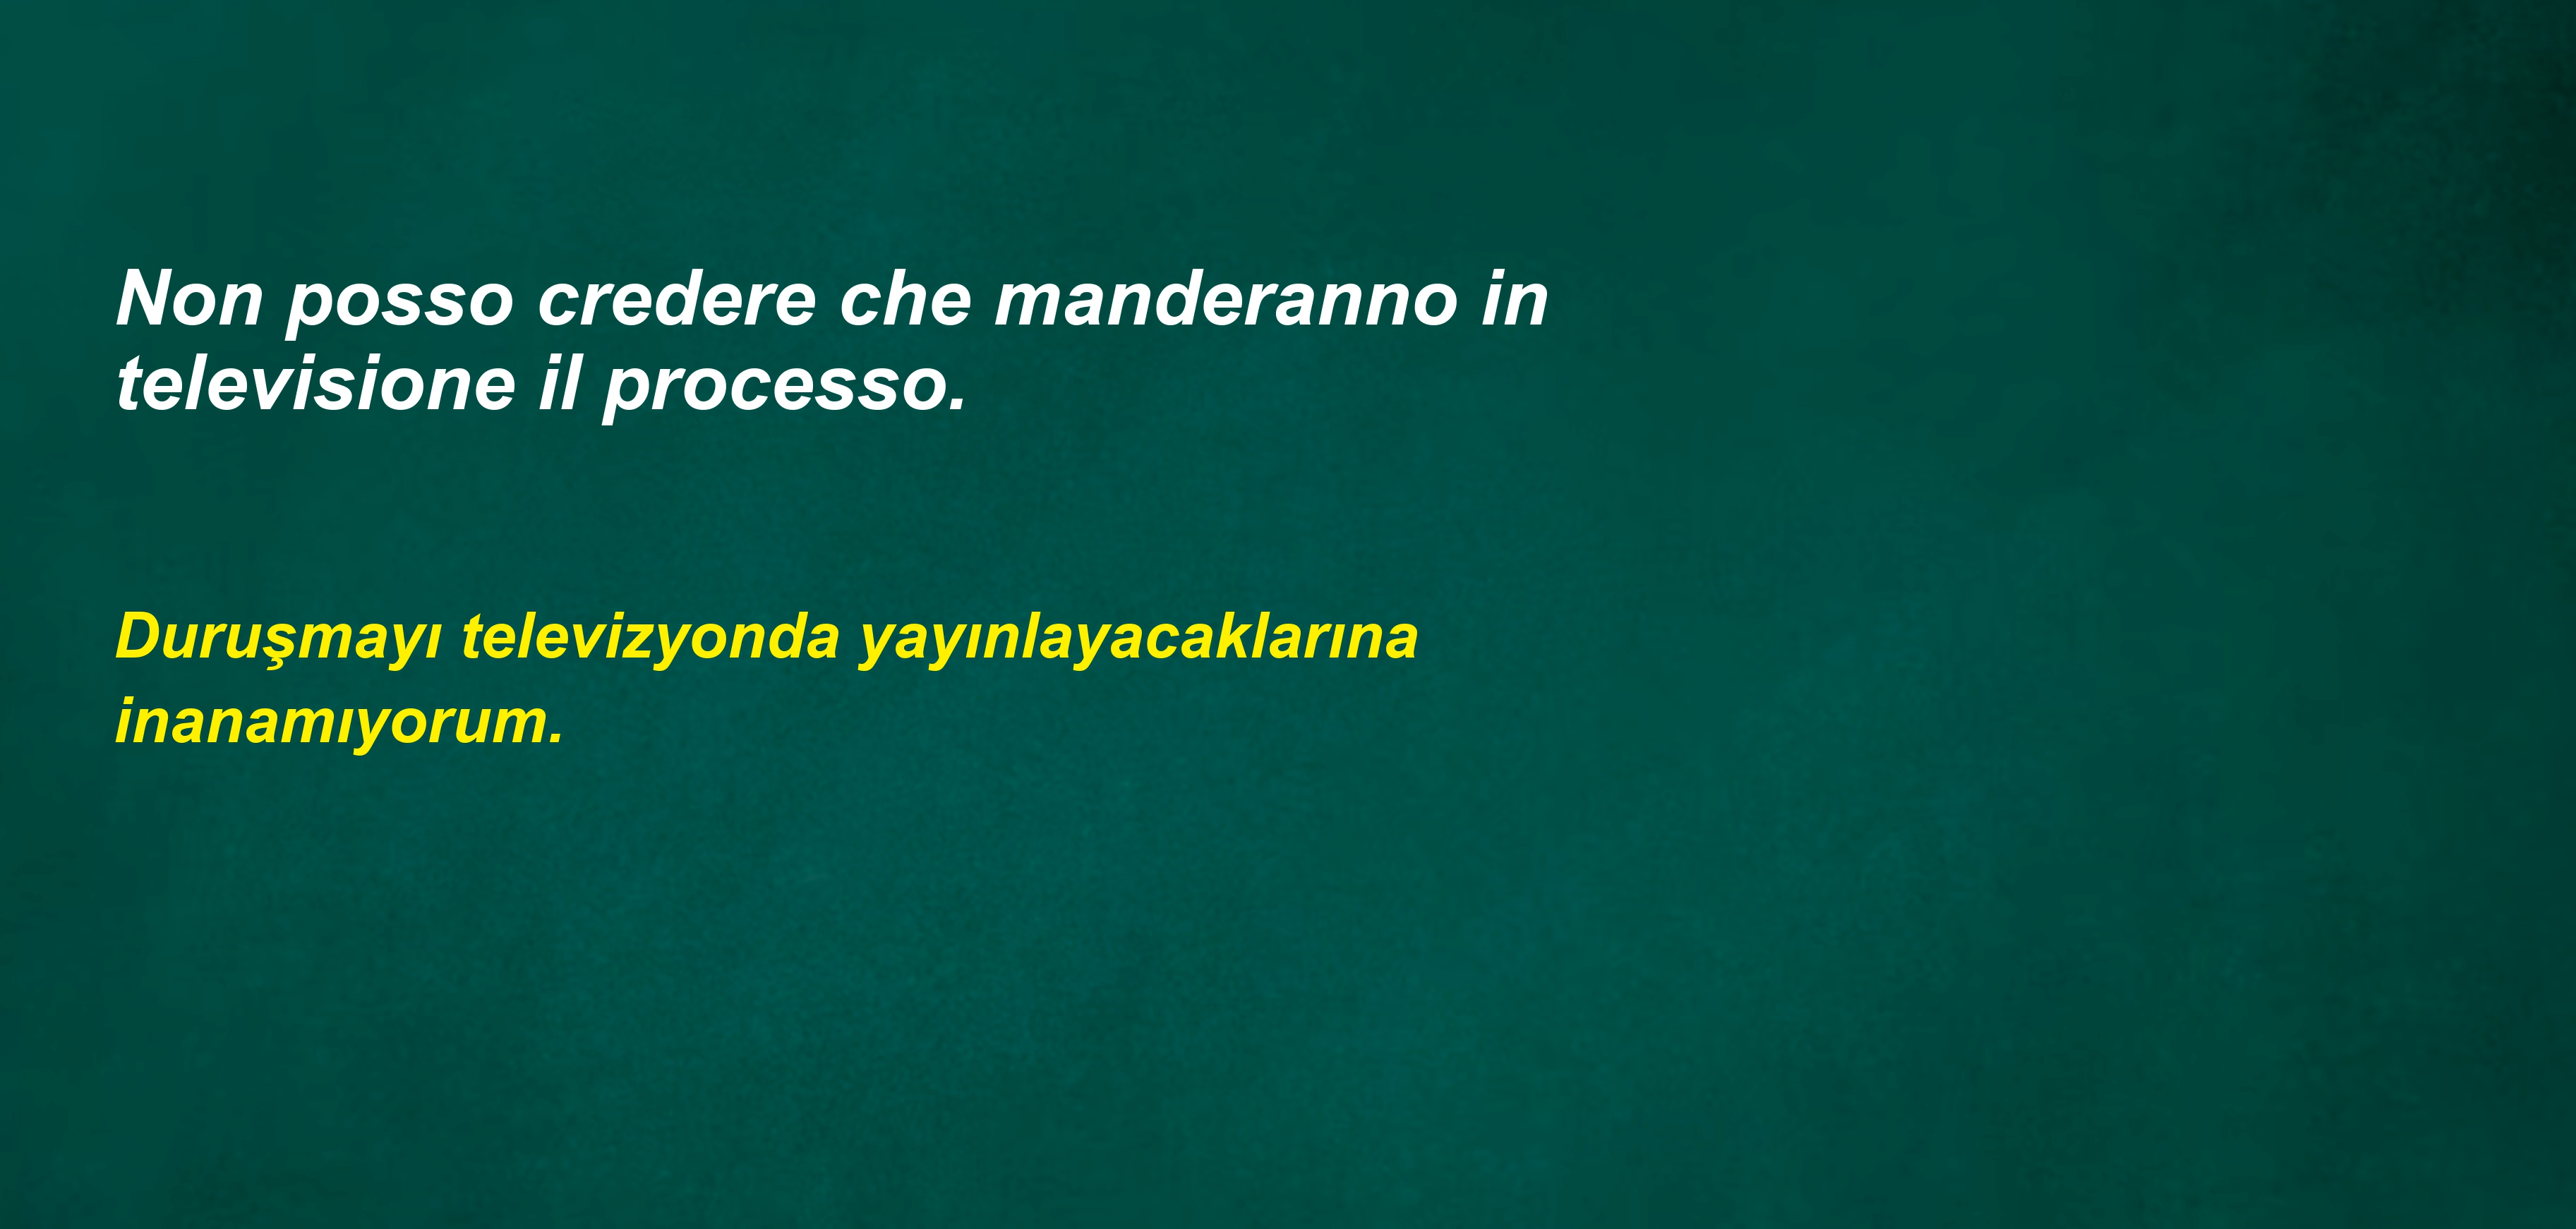 Non posso credere che manderanno in
televisione il processo.
Duruşmayı televizyonda yayınlayacaklarına
inanamıyorum.